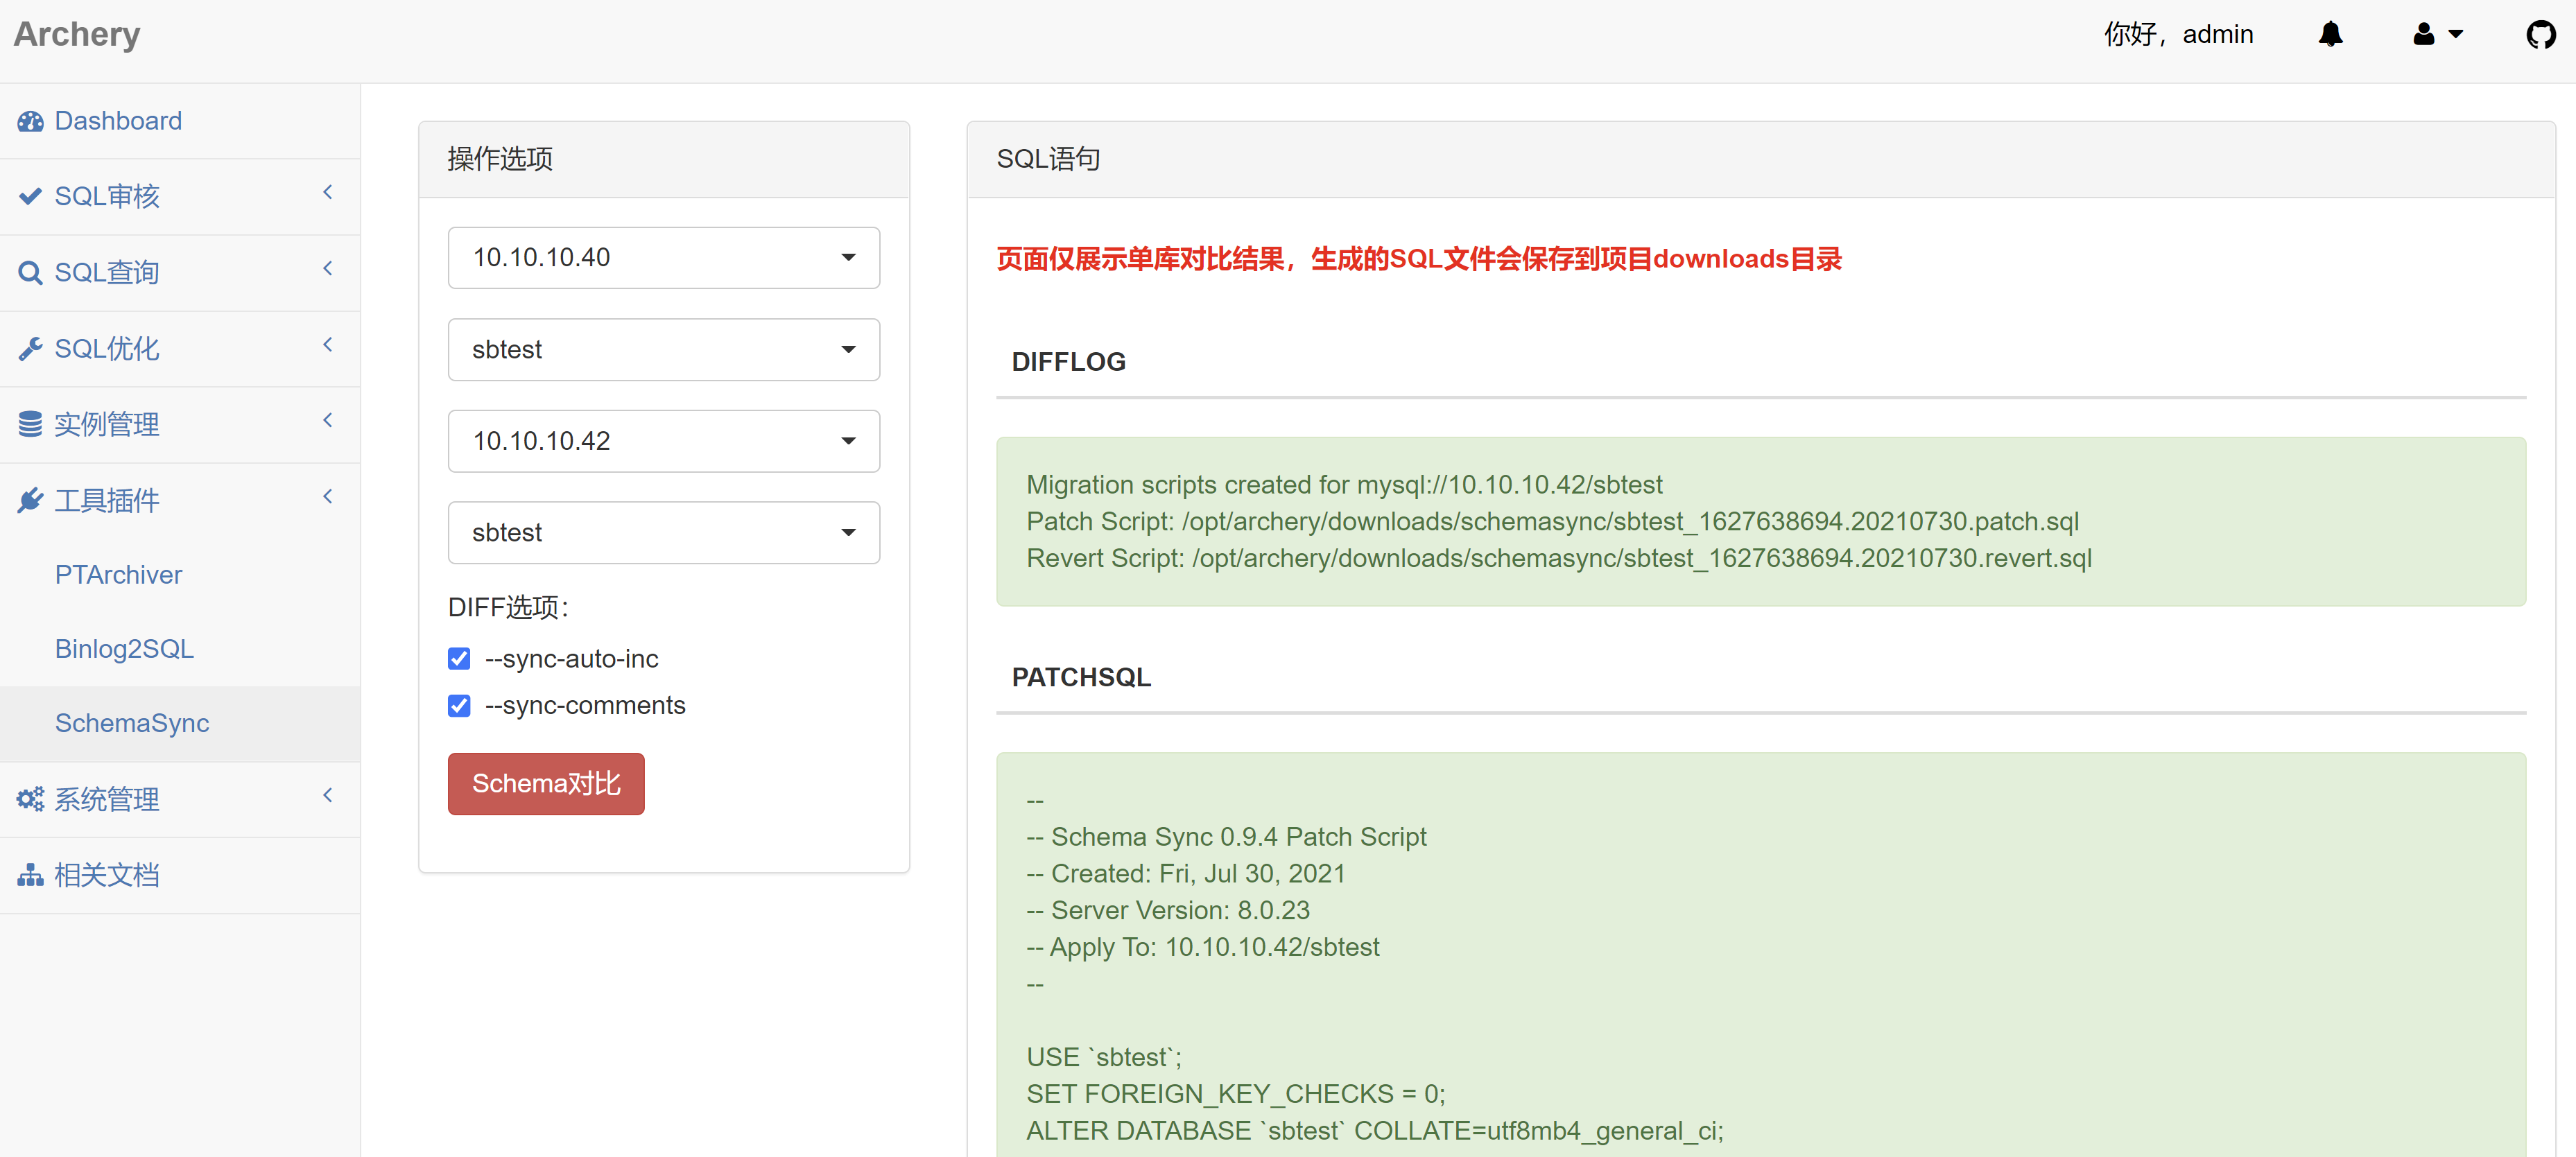 Archery
你好，admin
Dashboard
SQL审核
SQL查询
SQL优化
实例管理
工具插件
PTArchiver
Binlog2SQL
SchemaSync
系统管理
相关文档
操作选项
10.10.10.40
sbtest
10.10.10.42
sbtest
DIFF选项：
--sync-auto-inc
--sync-comments
Schema对比
SQL语句
页面仅展示单库对比结果，生成的SQL文件会保存到项目downloads目录
DIFFLOG
Migration scripts created for mysql://10.10.10.42/sbtest
Patch Script: /opt/archery/downloads/schemasync/sbtest_1627638694.20210730.patch.sql
Revert Script: /opt/archery/downloads/schemasync/sbtest_1627638694.20210730.revert.sql
PATCHSQL
--
-- Schema Sync 0.9.4 Patch Script
-- Created: Fri, Jul 30, 2021
-- Server Version: 8.0.23
-- Apply To: 10.10.10.42/sbtest
--
USE `sbtest`;
SET FOREIGN_KEY_CHECKS = 0;
ALTER DATABASE `sbtest` COLLATE=utf8mb4_general_ci;